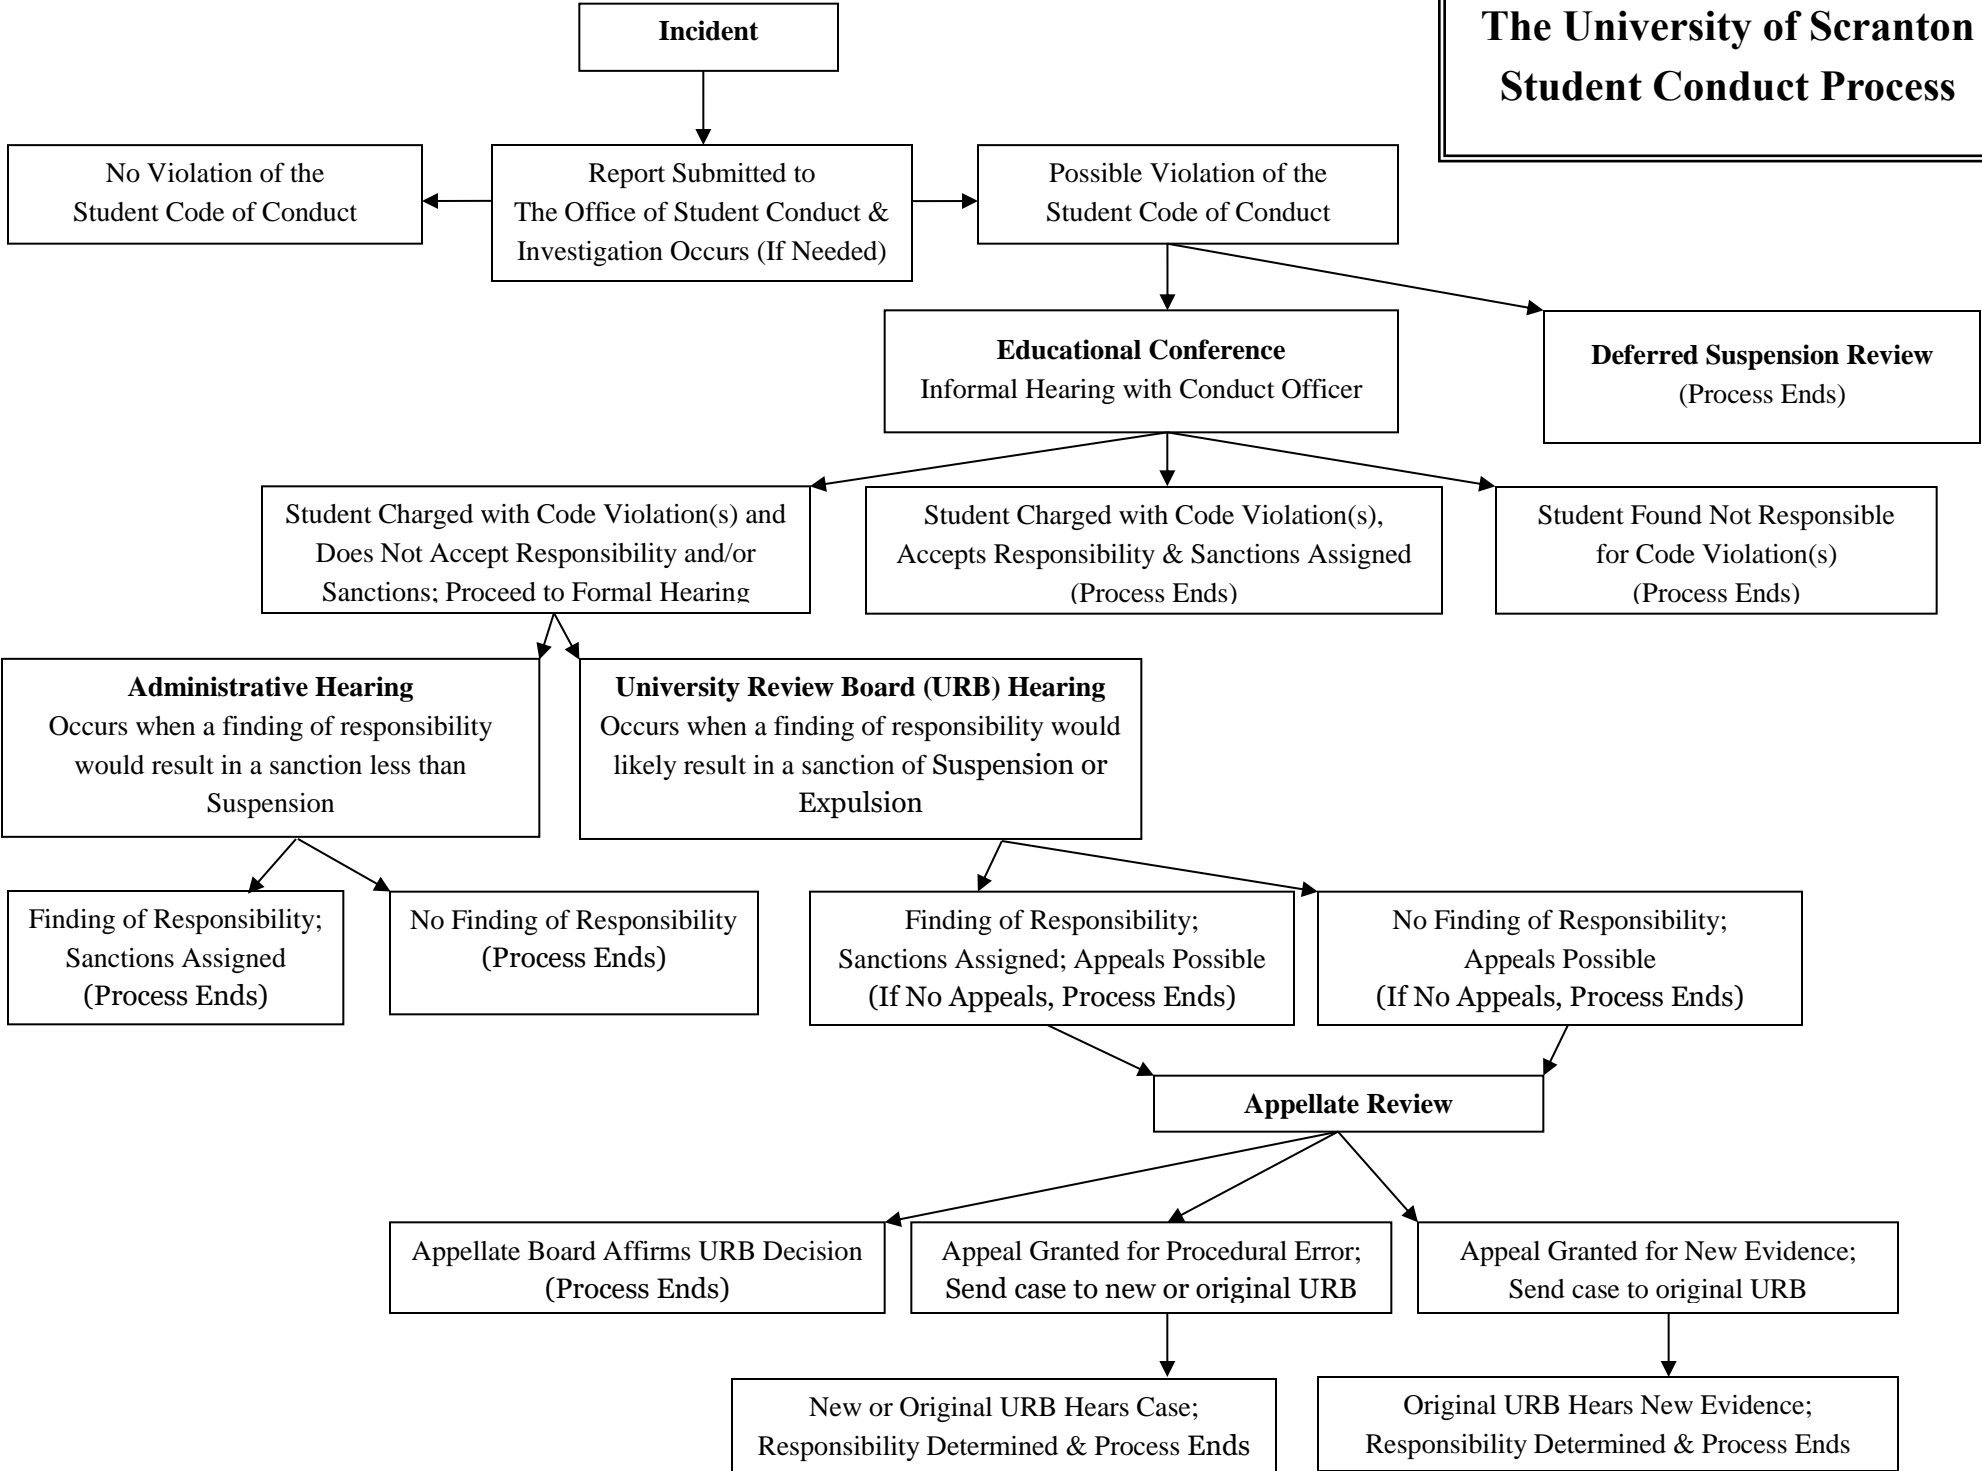 The University of Scranton
Student Conduct Process
Incident
No Violation of the
Student Code of Conduct
Report Submitted to
The Office of Student Conduct &
Investigation Occurs (If Needed)
Possible Violation of the
Student Code of Conduct
Educational Conference
Informal Hearing with Conduct Officer
Deferred Suspension Review
(Process Ends)
Student Charged with Code Violation(s) and
Does Not Accept Responsibility and/or
Sanctions; Proceed to Formal Hearing
Student Charged with Code Violation(s),
Accepts Responsibility & Sanctions Assigned
(Process Ends)
Student Found Not Responsible
for Code Violation(s)
(Process Ends)
Administrative Hearing
Occurs when a finding of responsibility
would result in a sanction less than
Suspension
University Review Board (URB) Hearing
Occurs when a finding of responsibility would
likely result in a sanction of Suspension or
Expulsion
Finding of Responsibility;
Sanctions Assigned
(Process Ends)
No Finding of Responsibility
(Process Ends)
Finding of Responsibility;
Sanctions Assigned; Appeals Possible
(If No Appeals, Process Ends)
No Finding of Responsibility;
Appeals Possible
(If No Appeals, Process Ends)
Appellate Review
Appellate Board Affirms URB Decision
(Process Ends)
Appeal Granted for Procedural Error;
Send case to new or original URB
Appeal Granted for New Evidence;
Send case to original URB
New or Original URB Hears Case;
Responsibility Determined & Process Ends
Original URB Hears New Evidence;
Responsibility Determined & Process Ends